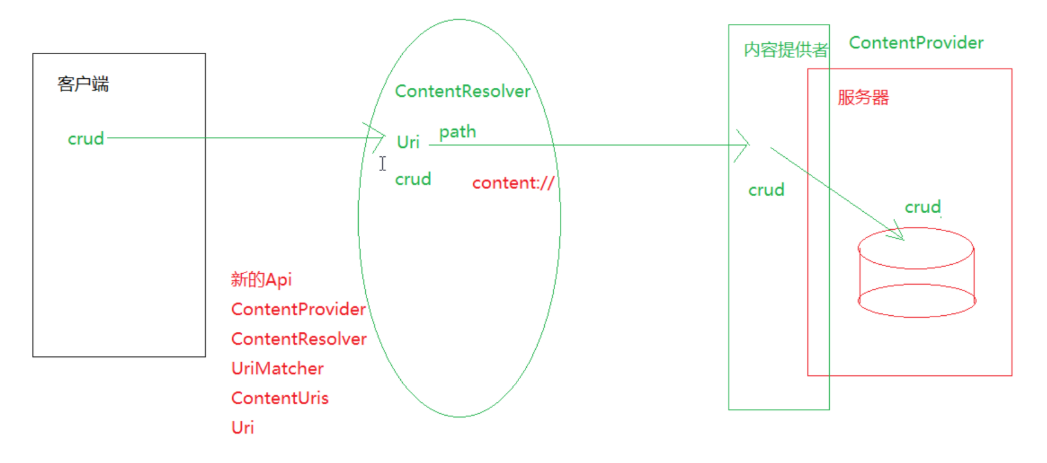 客户端
crud
ContentResolver
Uri
path
crud
content://
内容提供者
ContentProvider
服务器
crud
crud
新的Api
ContentProvider
ContentResolver
UriMatcher
ContentUris
Uri